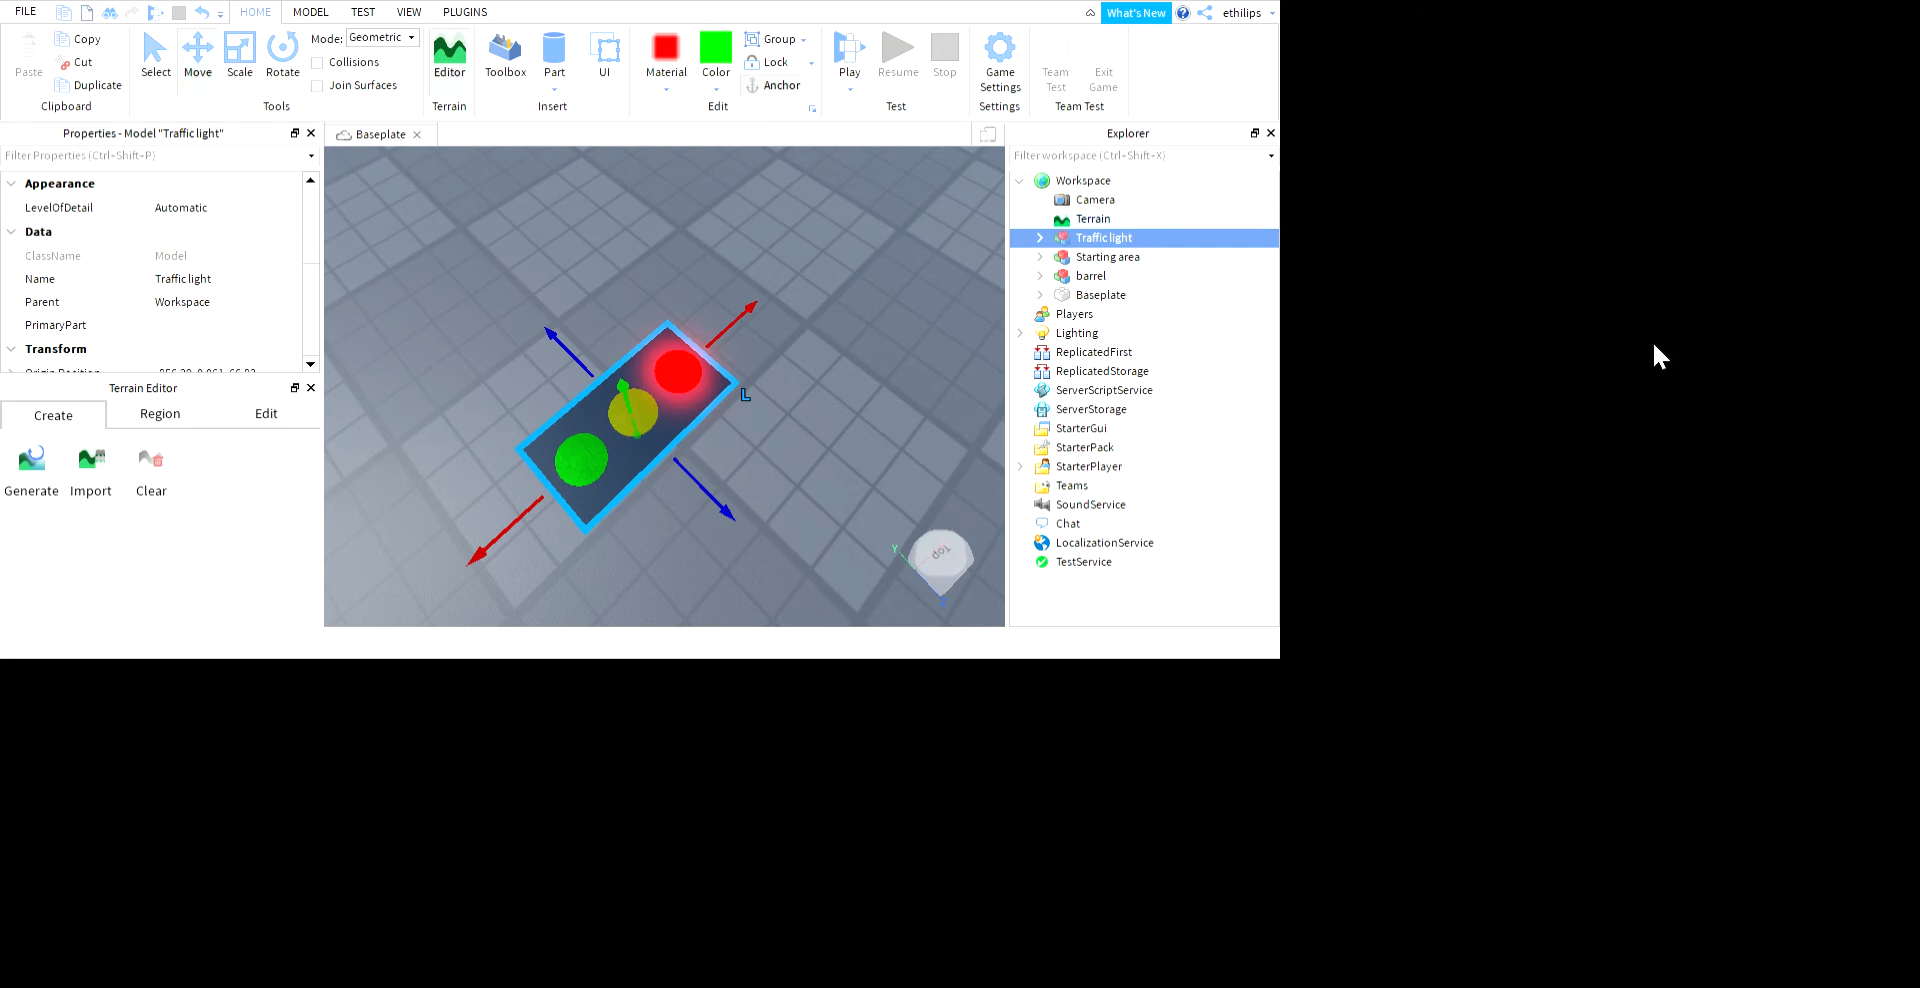 FILE HOME MODEL TEST VIEW PLUGINS What's New ethilips
Paste Copy Cut Duplicate
Clipboard
Select Move Scale Rotate Mode: Geometric Collisions Join Surfaces
Tools
Editor
Terrain
Toolbox Part UI
Insert
Material Color Group Lock Anchor
Edit
Play Resume Stop
Test
Game Settings
Settings
Team Test Exit Game
Team Test
Properties - Model "Traffic light"
Filter Properties (Ctrl+Shift+P)
Appearance
LevelOfDetail Automatic
Data
ClassName Model
Name Traffic light
Parent Workspace
PrimaryPart
Transform
Terrain Editor
Create Region Edit
Generate Import Clear
Baseplate
L
Top
Y
Z
Explorer
Filter workspace (Ctrl+Shift+X)
Workspace
Camera
Terrain
Traffic light
Starting area
barrel
Baseplate
Players
Lighting
ReplicatedFirst
ReplicatedStorage
ServerScriptService
ServerStorage
StarterGui
StarterPack
StarterPlayer
Teams
SoundService
Chat
LocalizationService
TestService